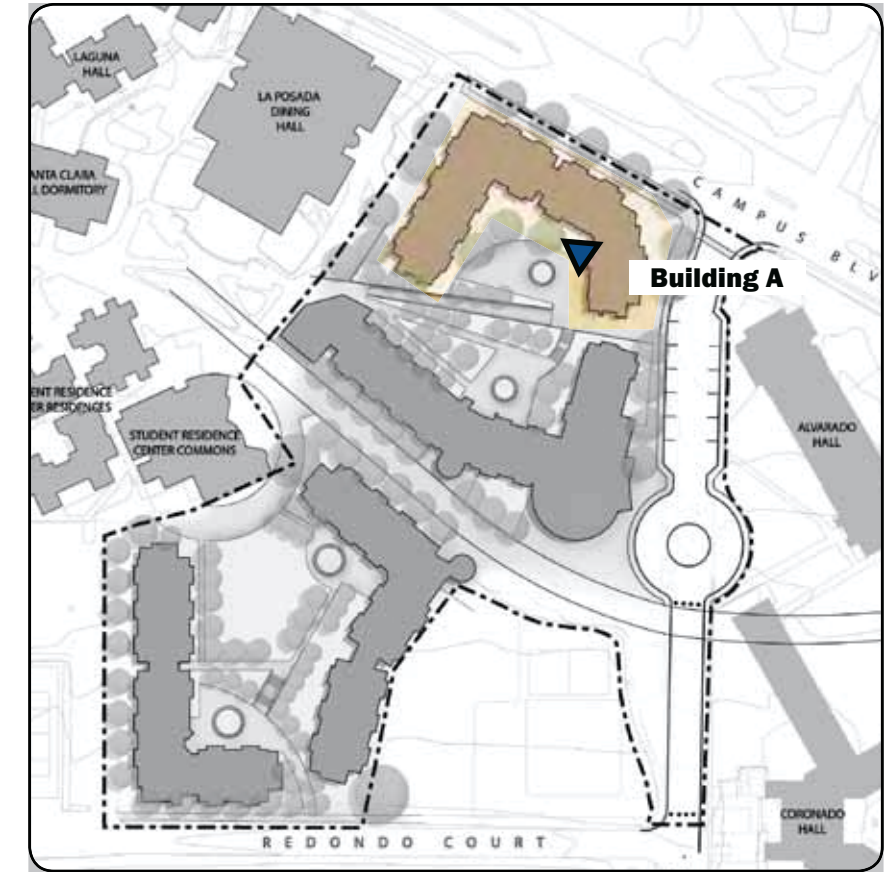 LAGUNA
HALL
LA POSADA
DINING
HALL
ANTA CLARA
L DORMITORY
CAMPUS BLV
Building A
ENT RESIDENCE
ER RESIDENCES
STUDENT RESIDENCE
CENTER COMMONS
ALVARADO
HALL
CORONADO
HALL
REDONDO COURT